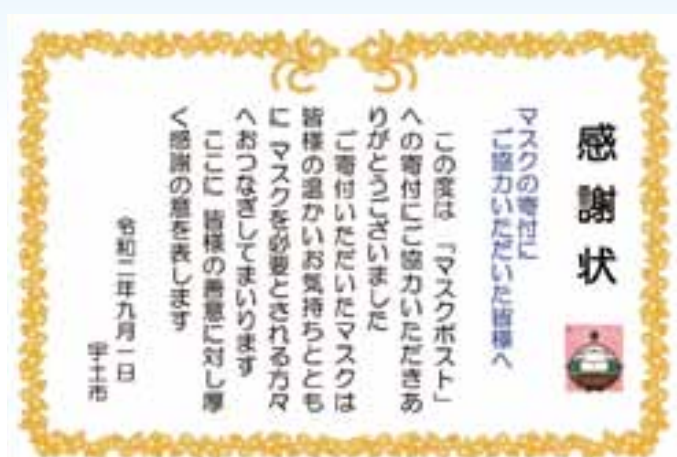 感謝状
マスクの寄付に
ご協力いただいた皆様へ
この度は 「マスクポスト」
への寄付にご協力いただきあ
りがとうございました
ご寄付いただいたマスクは
皆様の温かいお気持ちととも
に マスクを必要とされる方々
へおつなぎしてまいります
ここに 皆様の善意に対し厚
く感謝の意を表します
令和二年九月一日
宇土市